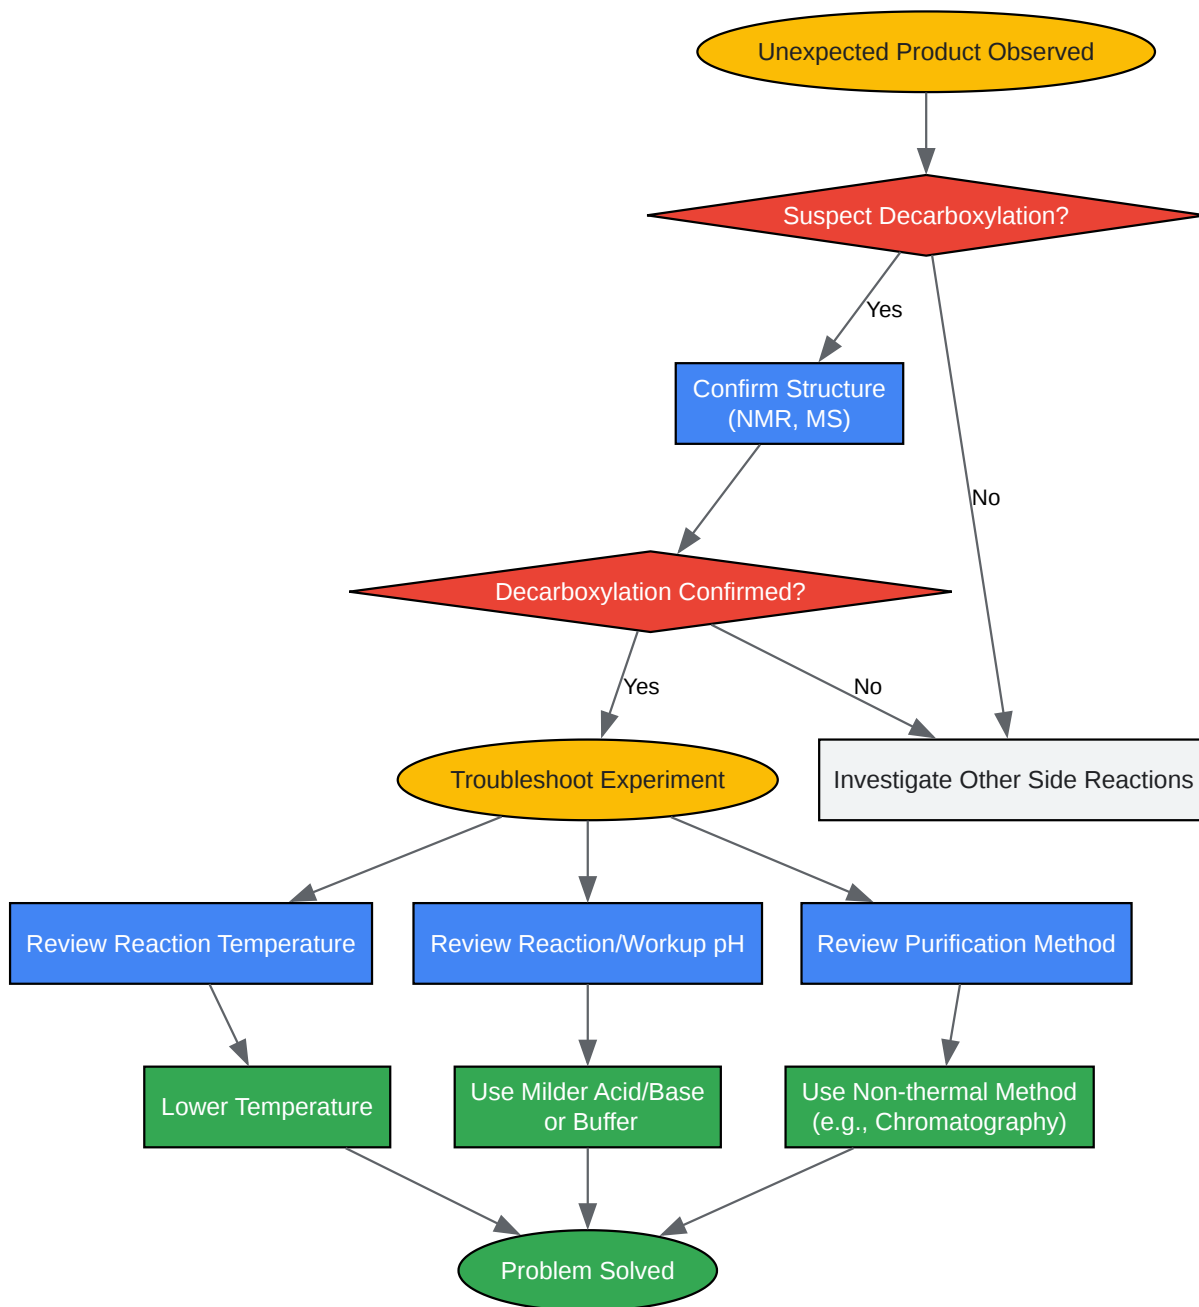 Unexpected Product Observed
Suspect Decarboxylation?
Yes
Confirm Structure
(NMR, MS)
No
Decarboxylation Confirmed?
Yes
No
Troubleshoot Experiment
Investigate Other Side Reactions
Review Reaction Temperature
Review Reaction/Workup pH
Review Purification Method
Lower Temperature
Use Milder Acid/Base
or Buffer
Use Non-thermal Method
(e.g., Chromatography)
Problem Solved